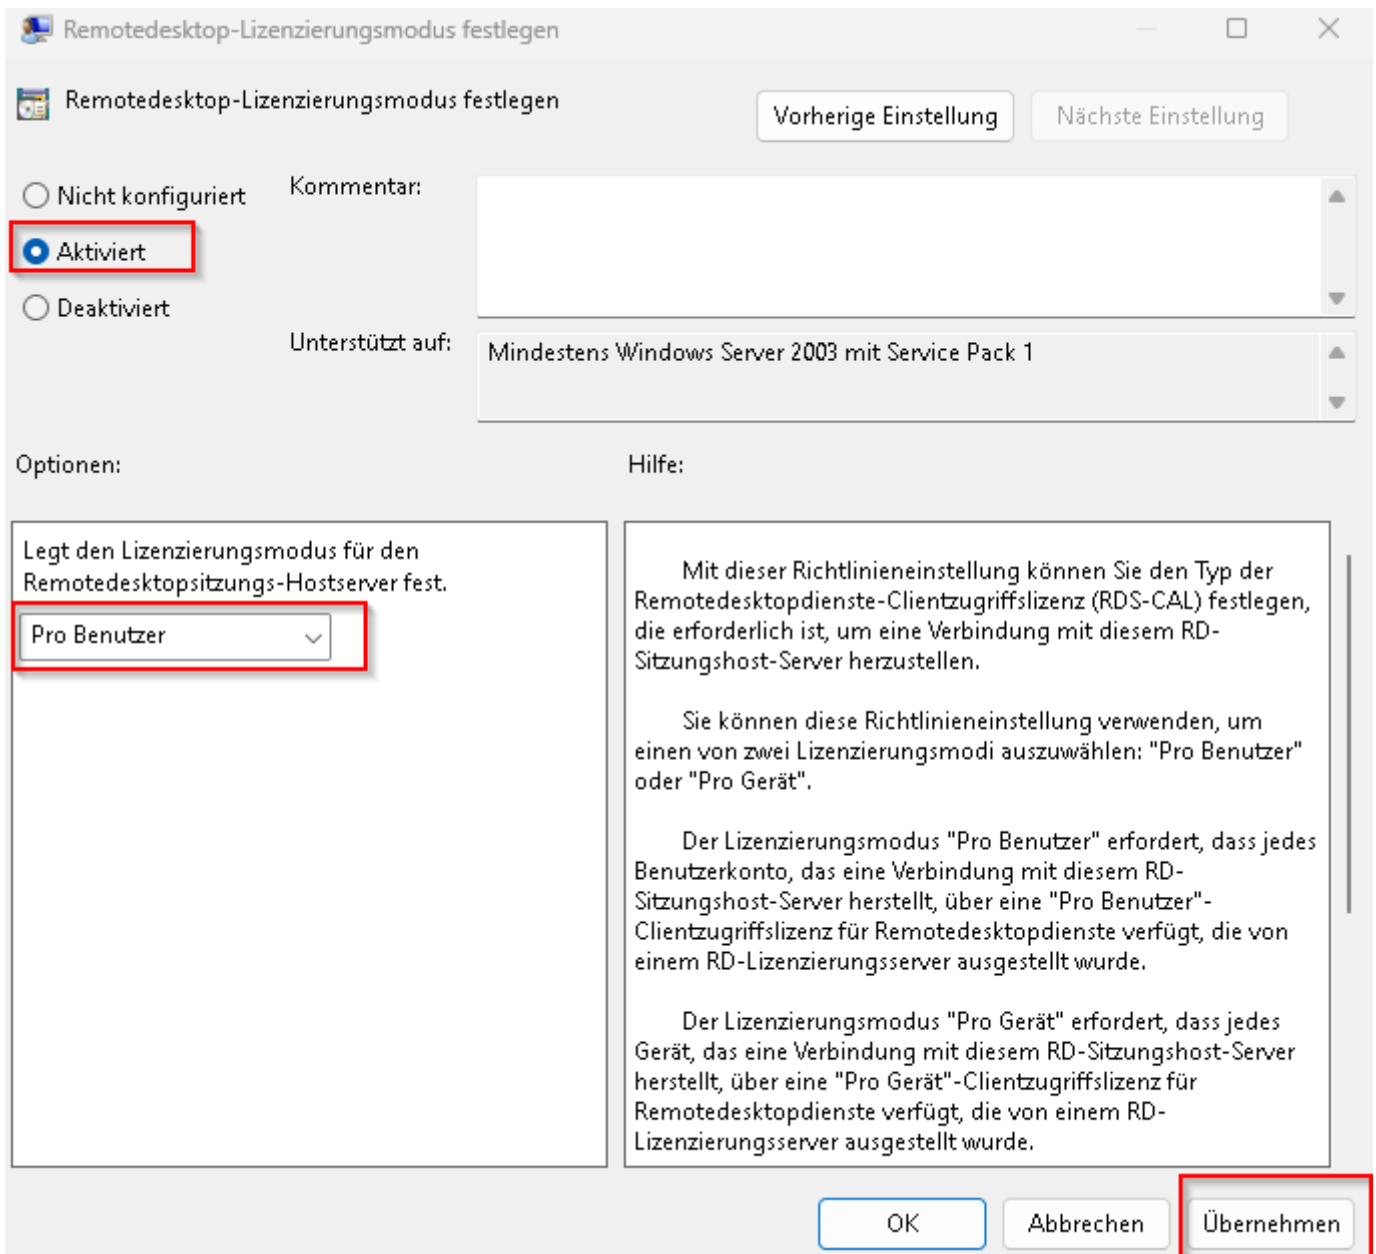 Remotedesktop-Lizenzierungsmodus festlegen
Remotedesktop-Lizenzierungsmodus festlegen
Vorherige Einstellung
Nächste Einstellung
Nicht konfiguriert
Kommentar:
Aktiviert
Deaktiviert
Unterstützt auf:
Mindestens Windows Server 2003 mit Service Pack 1
Optionen:
Hilfe:
Legt den Lizenzierungsmodus für den
Remotedesktopsitzungs-Hostserver fest.
Pro Benutzer
Mit dieser Richtlinieneinstellung können Sie den Typ der
Remotedesktopdienste-Clientzugriffslizenz (RDS-CAL) festlegen,
die erforderlich ist, um eine Verbindung mit diesem RD-
Sitzungshost-Server herzustellen.
Sie können diese Richtlinieneinstellung verwenden, um
einen von zwei Lizenzierungsmodi auszuwählen: "Pro Benutzer"
oder "Pro Gerät".
Der Lizenzierungsmodus "Pro Benutzer" erfordert, dass jedes
Benutzerkonto, das eine Verbindung mit diesem RD-
Sitzungshost-Server herstellt, über eine "Pro Benutzer"-
Clientzugriffslizenz für Remotedesktopdienste verfügt, die von
einem RD-Lizenzierungsserver ausgestellt wurde.
Der Lizenzierungsmodus "Pro Gerät" erfordert, dass jedes
Gerät, das eine Verbindung mit diesem RD-Sitzungshost-Server
herstellt, über eine "Pro Gerät"-Clientzugriffslizenz für
Remotedesktopdienste verfügt, die von einem RD-
Lizenzierungsserver ausgestellt wurde.
OK
Abbrechen
Übernehmen